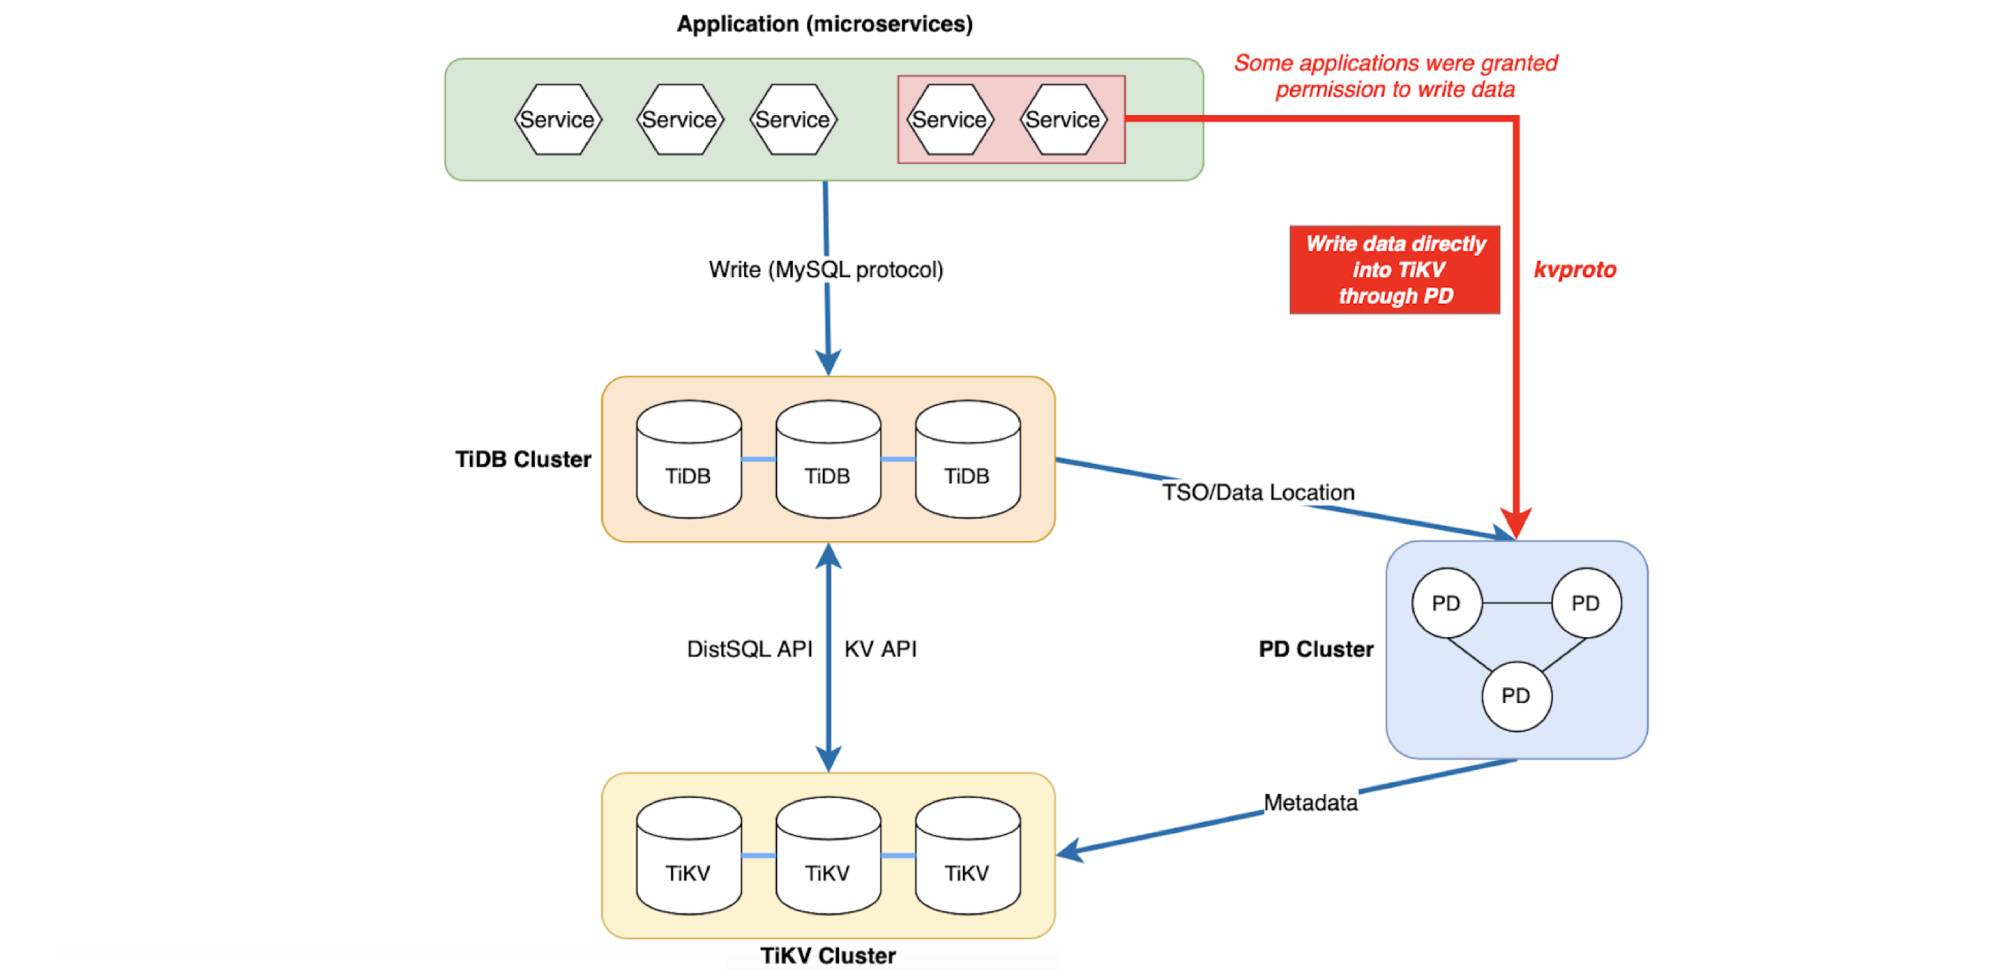 Application (microservices)
Some applications were granted
permission to write data
Service
Service
Service
Service
Service
Write data directly
into TiKV
through PD
kvproto
Write (MySQL protocol)
TiDB Cluster
TiDB
TiDB
TiDB
TSO/Data Location
PD
PD
PD Cluster
PD
DistSQL API
KV API
Metadata
TiKV
TiKV
TiKV
TiKV Cluster